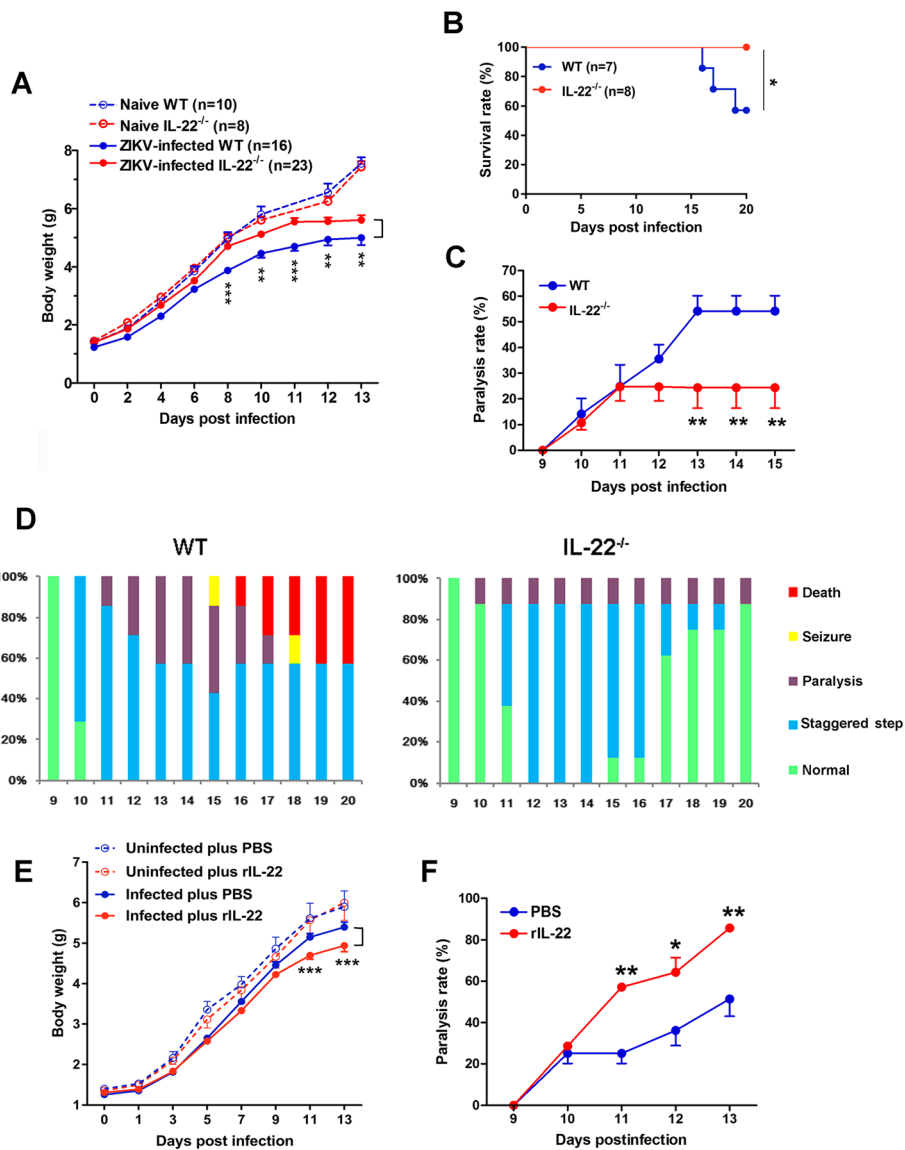 A
Naive WT (n=10)
Naive IL-22-/- (n=8)
ZIKV-infected WT (n=16)
ZIKV-infected IL-22-/- (n=23)
Body weight (g)
8
6
4
2
0
*** ** *** ** **
0 2 4 6 8 10 11 12 13
Days post infection
B
Survival rate (%)
100
80
60
40
20
0
WT (n=7)
IL-22-/- (n=8)
*
0 5 10 15 20
Days post infection
C
Paralysis rate (%)
70
60
50
40
30
20
10
0
WT
IL-22-/-
** ** **
9 10 11 12 13 14 15
Days post infection
D
WT
100%
80%
60%
40%
20%
0%
9 10 11 12 13 14 15 16 17 18 19 20
IL-22-/-
100%
80%
60%
40%
20%
0%
9 10 11 12 13 14 15 16 17 18 19 20
Death
Seizure
Paralysis
Staggered step
Normal
E
Uninfected plus PBS
Uninfected plus rIL-22
Infected plus PBS
Infected plus rIL-22
Body weight (g)
7
6
5
4
3
2
1
*** ***
0 1 3 5 7 9 11 13
Days post infection
F
Paralysis rate (%)
100
80
60
40
20
0
PBS
rIL-22
** * **
9 10 11 12 13
Days postinfection